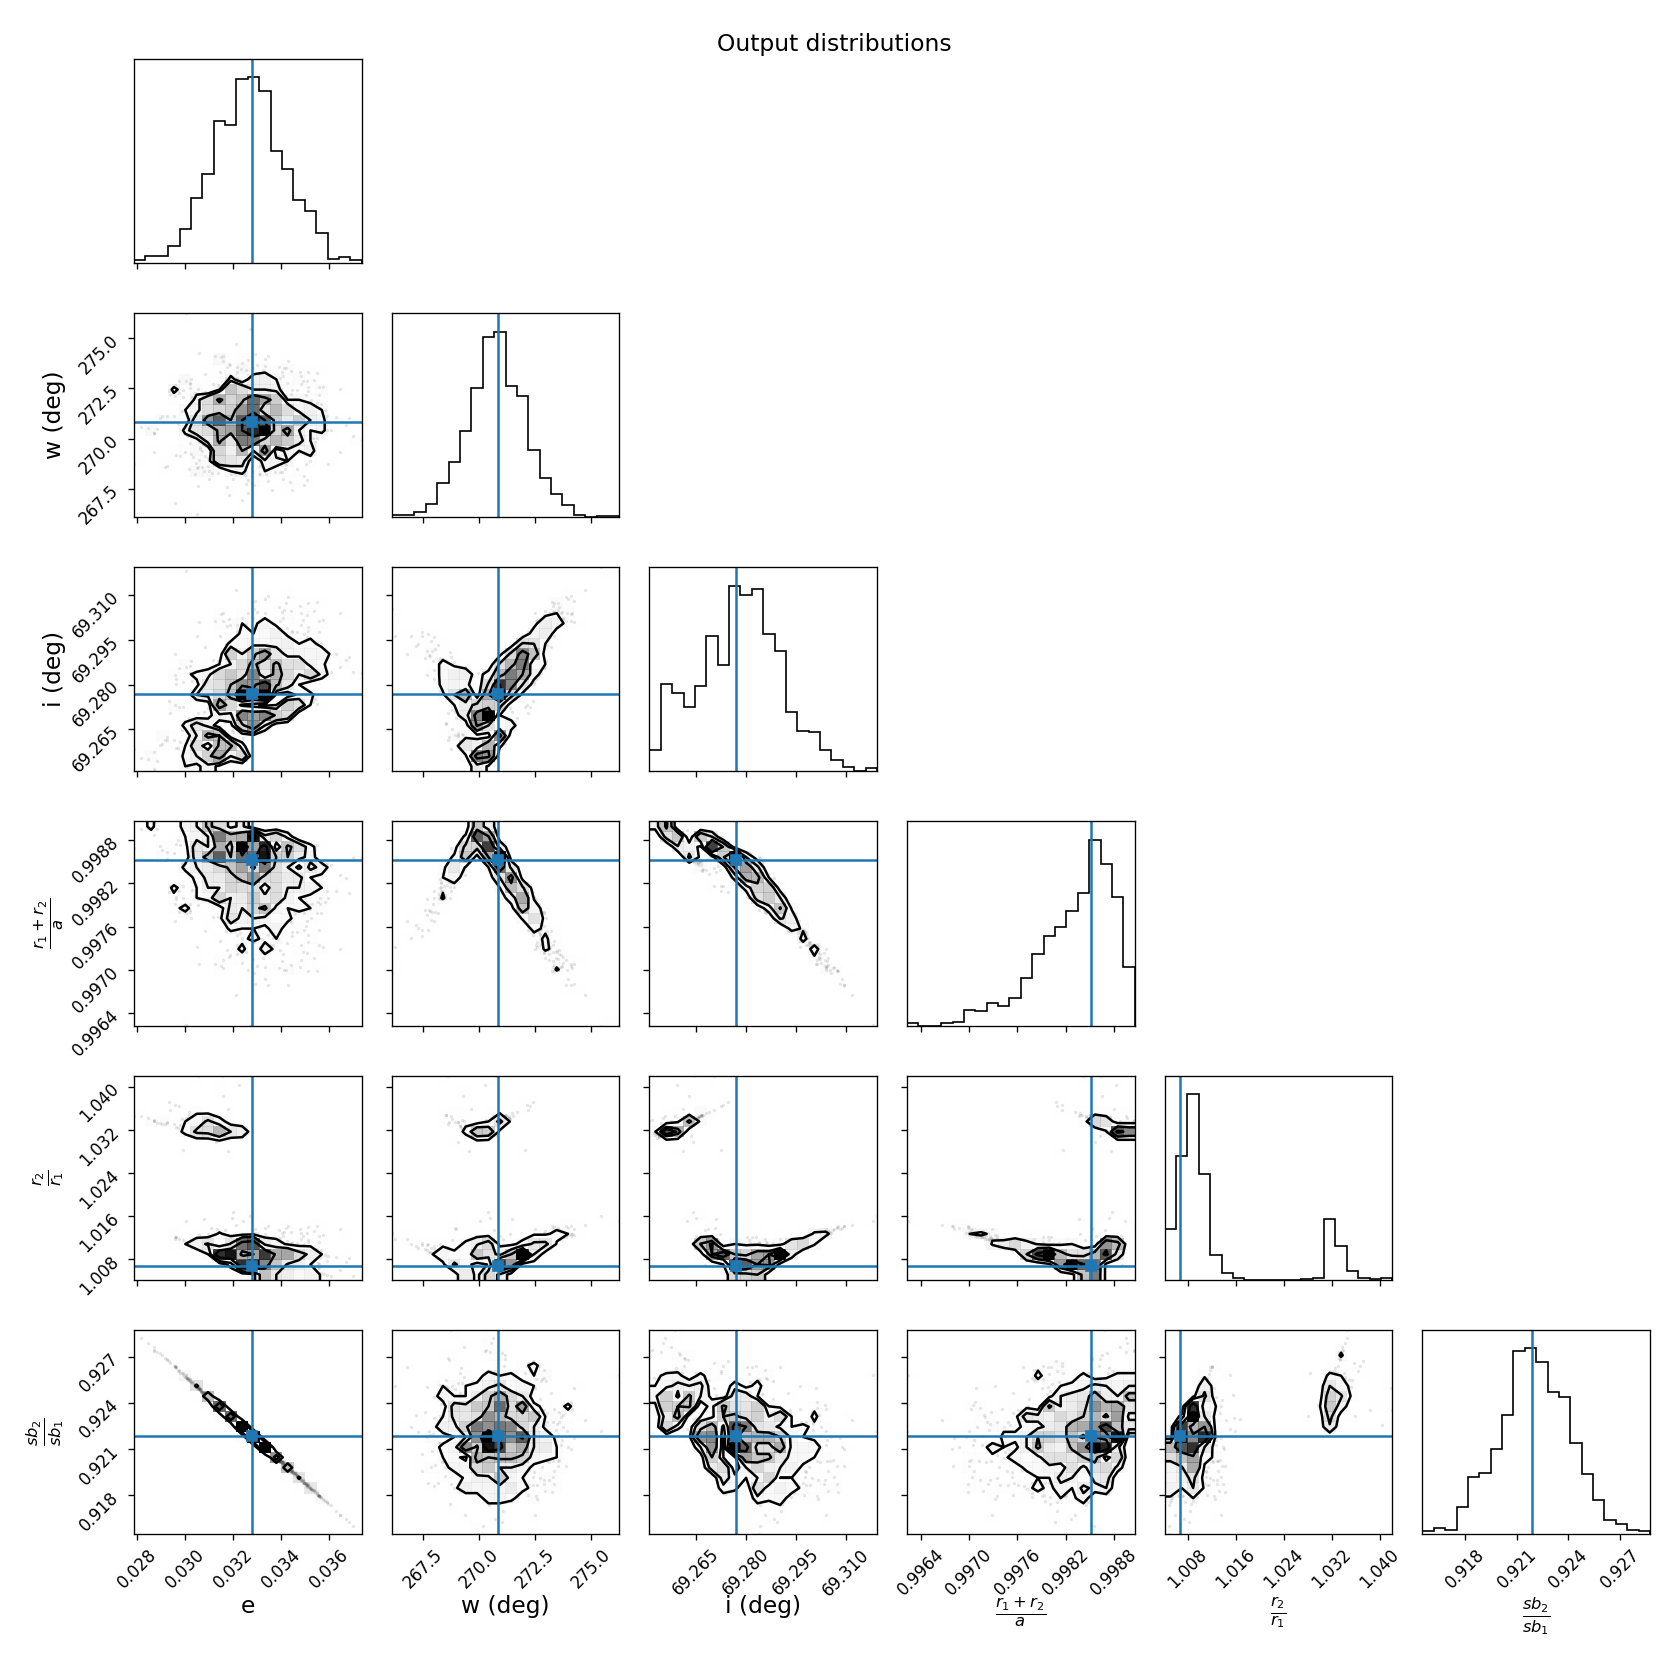 Output distributions
w (deg)
275.0
272.5
270.0
267.5
i (deg)
69.310
69.295
69.280
69.265
r₁ + r₂
a
0.9988
0.9982
0.9976
0.9970
0.9964
r₂
r₁
1.040
1.032
1.024
1.016
1.008
sb₂
sb₁
0.927
0.924
0.921
0.918
0.028 0.030 0.032 0.034 0.036 267.5 270.0 272.5 275.0 69.265 69.280 69.295 69.310 0.9964 0.9970 0.9976 0.9982 0.9988 1.008 1.016 1.024 1.032 1.040 0.918 0.921 0.924 0.927
e w (deg) i (deg)
r₁ + r₂
a
r₂
r₁
sb₂
sb₁